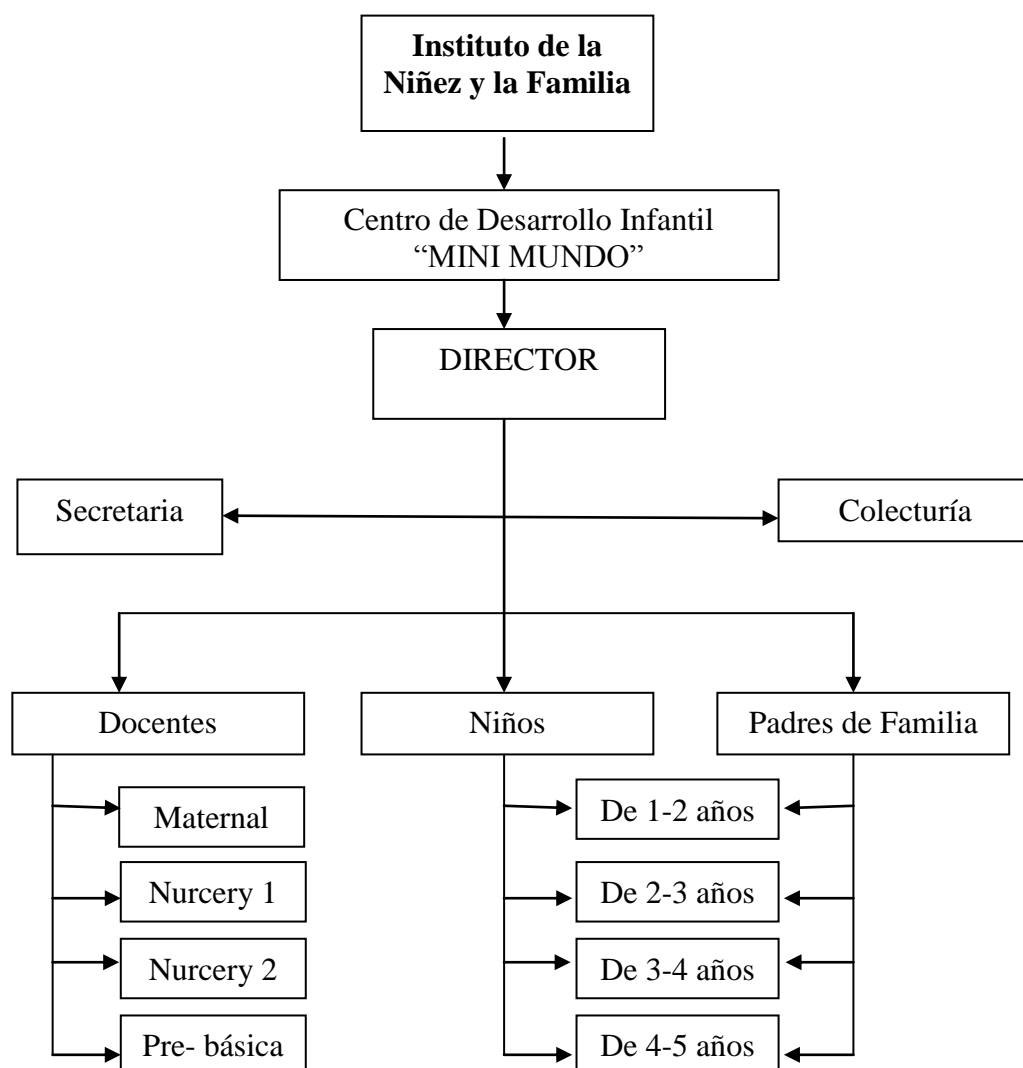 Instituto de la
Niñez y la Familia
Centro de Desarrollo Infantil
“MINI MUNDO”
DIRECTOR
Secretaria
Colecturía
Docentes
Niños
Padres de Familia
Maternal
De 1-2 años
Nurcery 1
De 2-3 años
Nurcery 2
De 3-4 años
Pre- básica
De 4-5 años